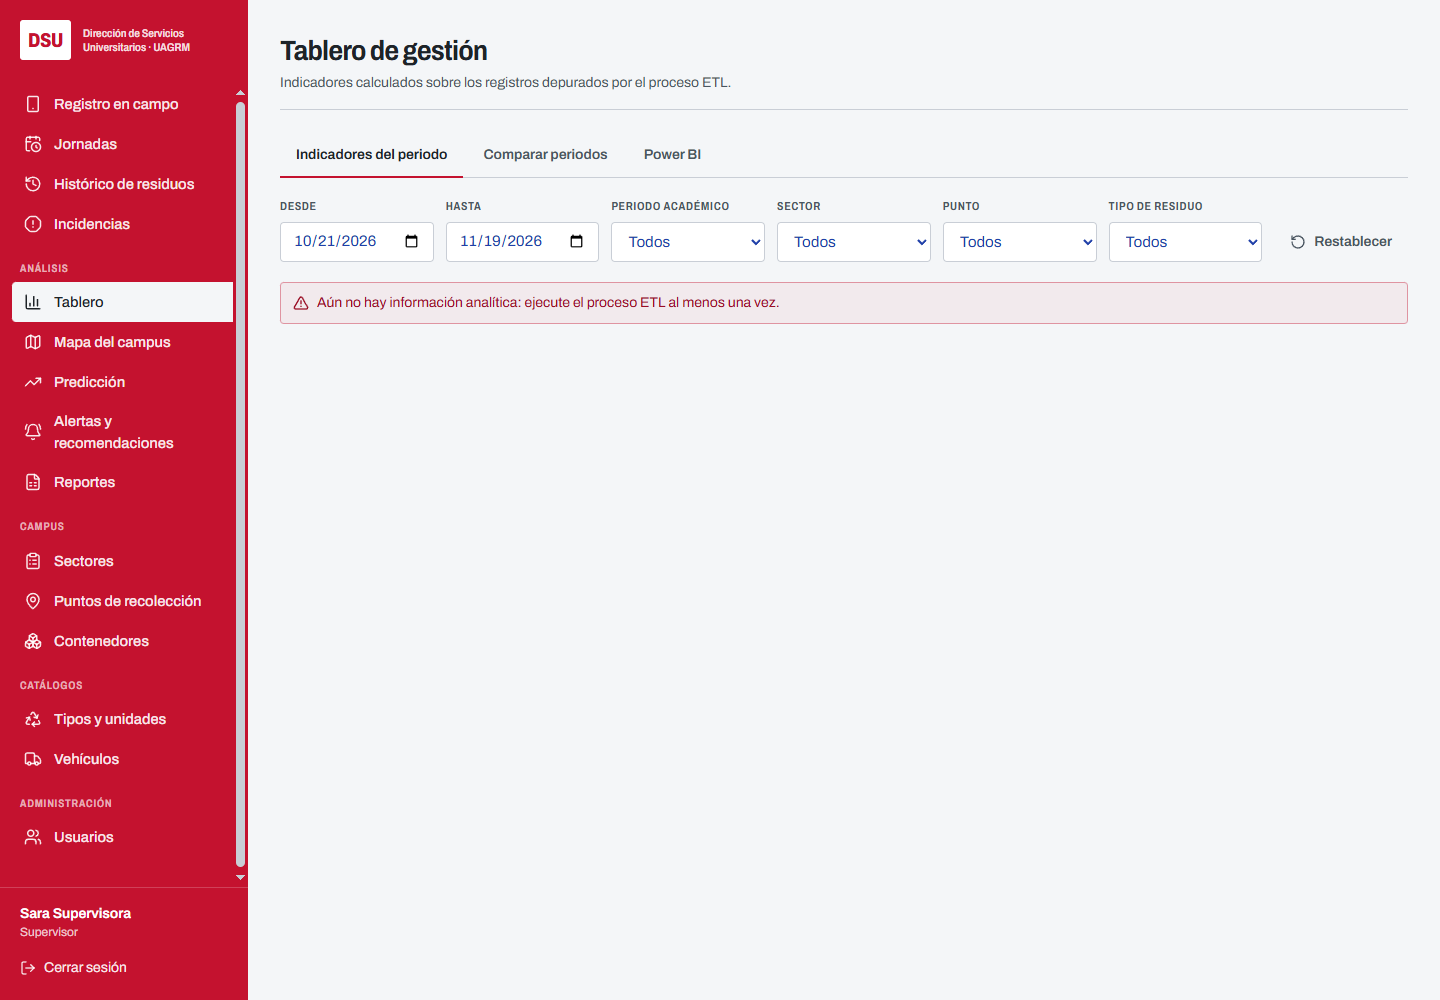 DSU
Dirección de Servicios
Universitarios · UAGRM
Registro en campo
Jornadas
Histórico de residuos
Incidencias
ANÁLISIS
Tablero
Mapa del campus
Predicción
Alertas y
recomendaciones
Reportes
CAMPUS
Sectores
Puntos de recolección
Contenedores
CATÁLOGOS
Tipos y unidades
Vehículos
ADMINISTRACIÓN
Usuarios
Sara Supervisora
Supervisor
Cerrar sesión
Tablero de gestión
Indicadores calculados sobre los registros depurados por el proceso ETL.
Indicadores del periodo Comparar periodos Power BI
DESDE HASTA PERIODO ACADÉMICO SECTOR PUNTO TIPO DE RESIDUO
10/21/2026 11/19/2026 Todos Todos Todos Todos Restablecer
Aún no hay información analítica: ejecute el proceso ETL al menos una vez.